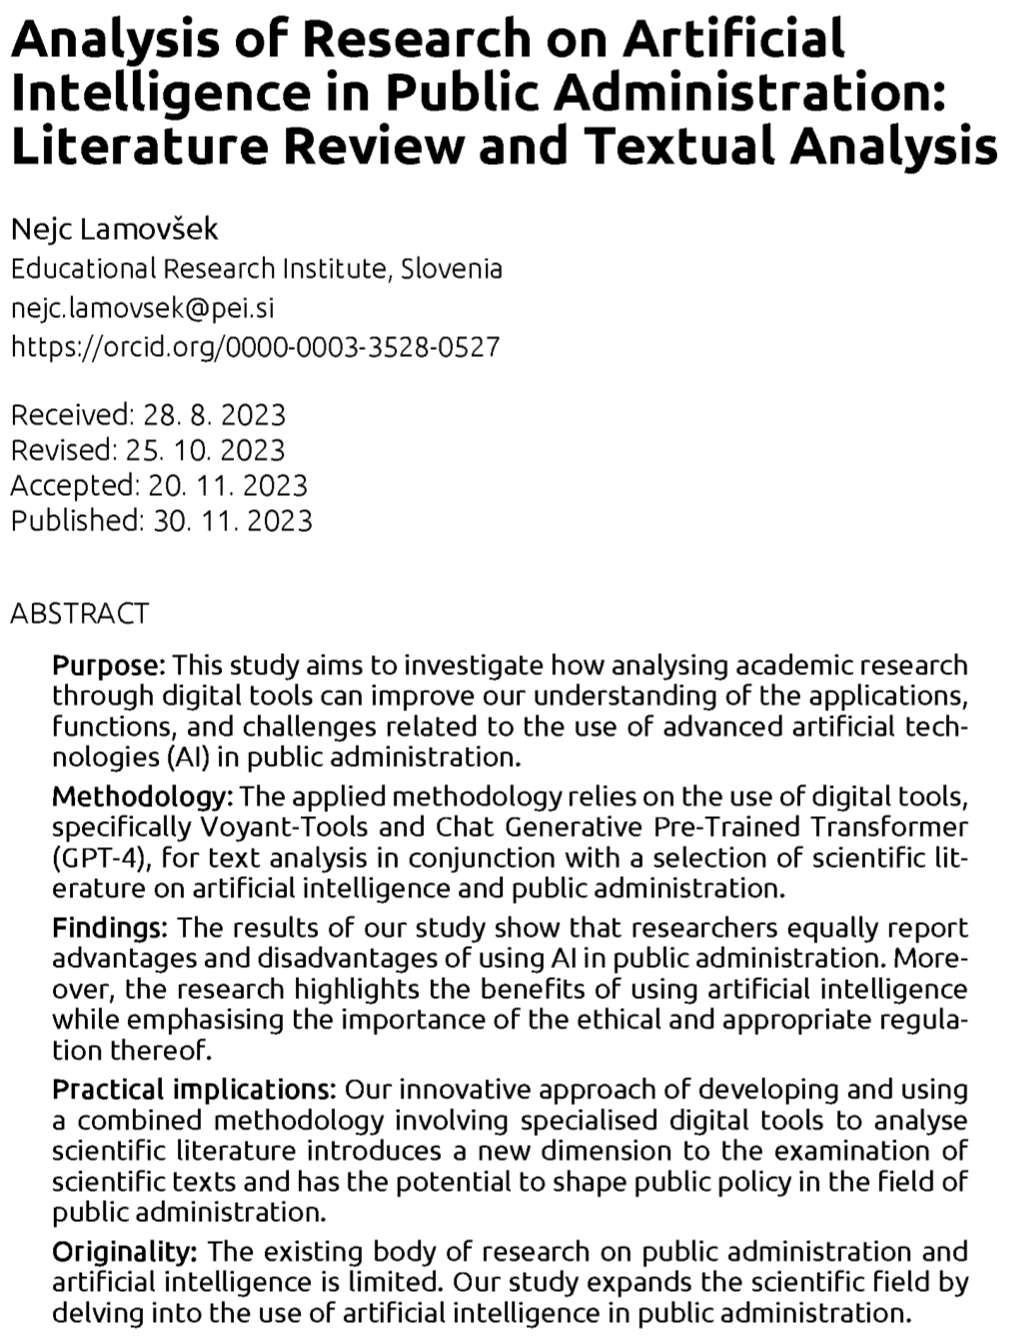 Analysis of Research on Artificial
Intelligence in Public Administration:
Literature Review and Textual Analysis
Nejc Lamovšek
Educational Research Institute, Slovenia
nejc.lamovsek@pei.si
https://orcid.org/0000-0003-3528-0527
Received: 28. 8. 2023
Revised: 25. 10. 2023
Accepted: 20. 11. 2023
Published: 30. 11. 2023
ABSTRACT
Purpose: This study aims to investigate how analysing academic research
through digital tools can improve our understanding of the applications,
functions, and challenges related to the use of advanced artificial tech-
nologies (AI) in public administration.
Methodology: The applied methodology relies on the use of digital tools,
specifically Voyant-Tools and Chat Generative Pre-Trained Transformer
(GPT-4), for text analysis in conjunction with a selection of scientific lit-
erature on artificial intelligence and public administration.
Findings: The results of our study show that researchers equally report
advantages and disadvantages of using AI in public administration. More-
over, the research highlights the benefits of using artificial intelligence
while emphasising the importance of the ethical and appropriate regula-
tion thereof.
Practical implications: Our innovative approach of developing and using
a combined methodology involving specialised digital tools to analyse
scientific literature introduces a new dimension to the examination of
scientific texts and has the potential to shape public policy in the field of
public administration.
Originality: The existing body of research on public administration and
artificial intelligence is limited. Our study expands the scientific field by
delving into the use of artificial intelligence in public administration.